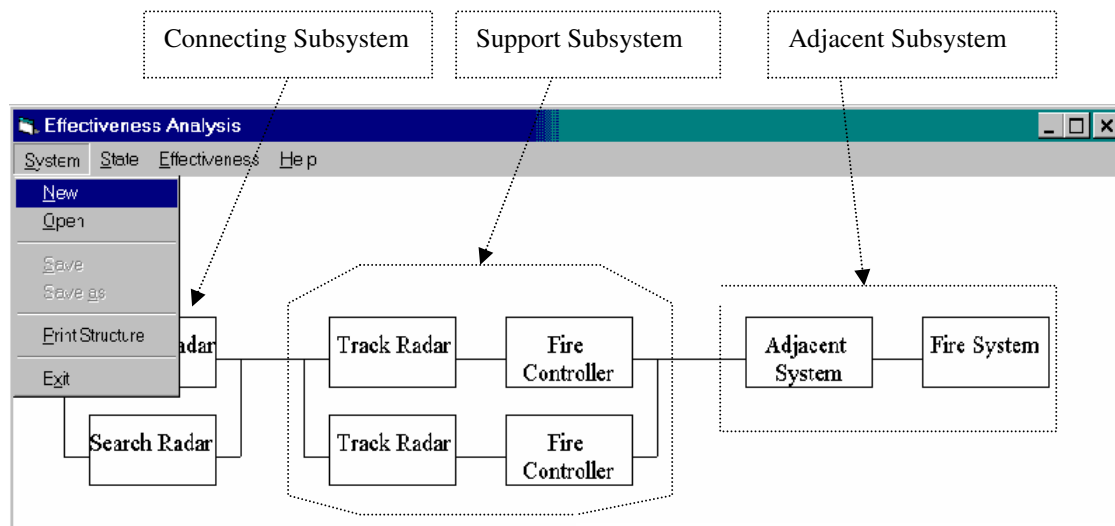 Connecting Subsystem
Support Subsystem
Adjacent Subsystem
Effectiveness Analysis
System State Effectiveness Help
New
Open
Save
Save as
Print Structure
Exit
adar
Track Radar
Fire
Controller
Adjacent
System
Fire System
Search Radar
Track Radar
Fire
Controller